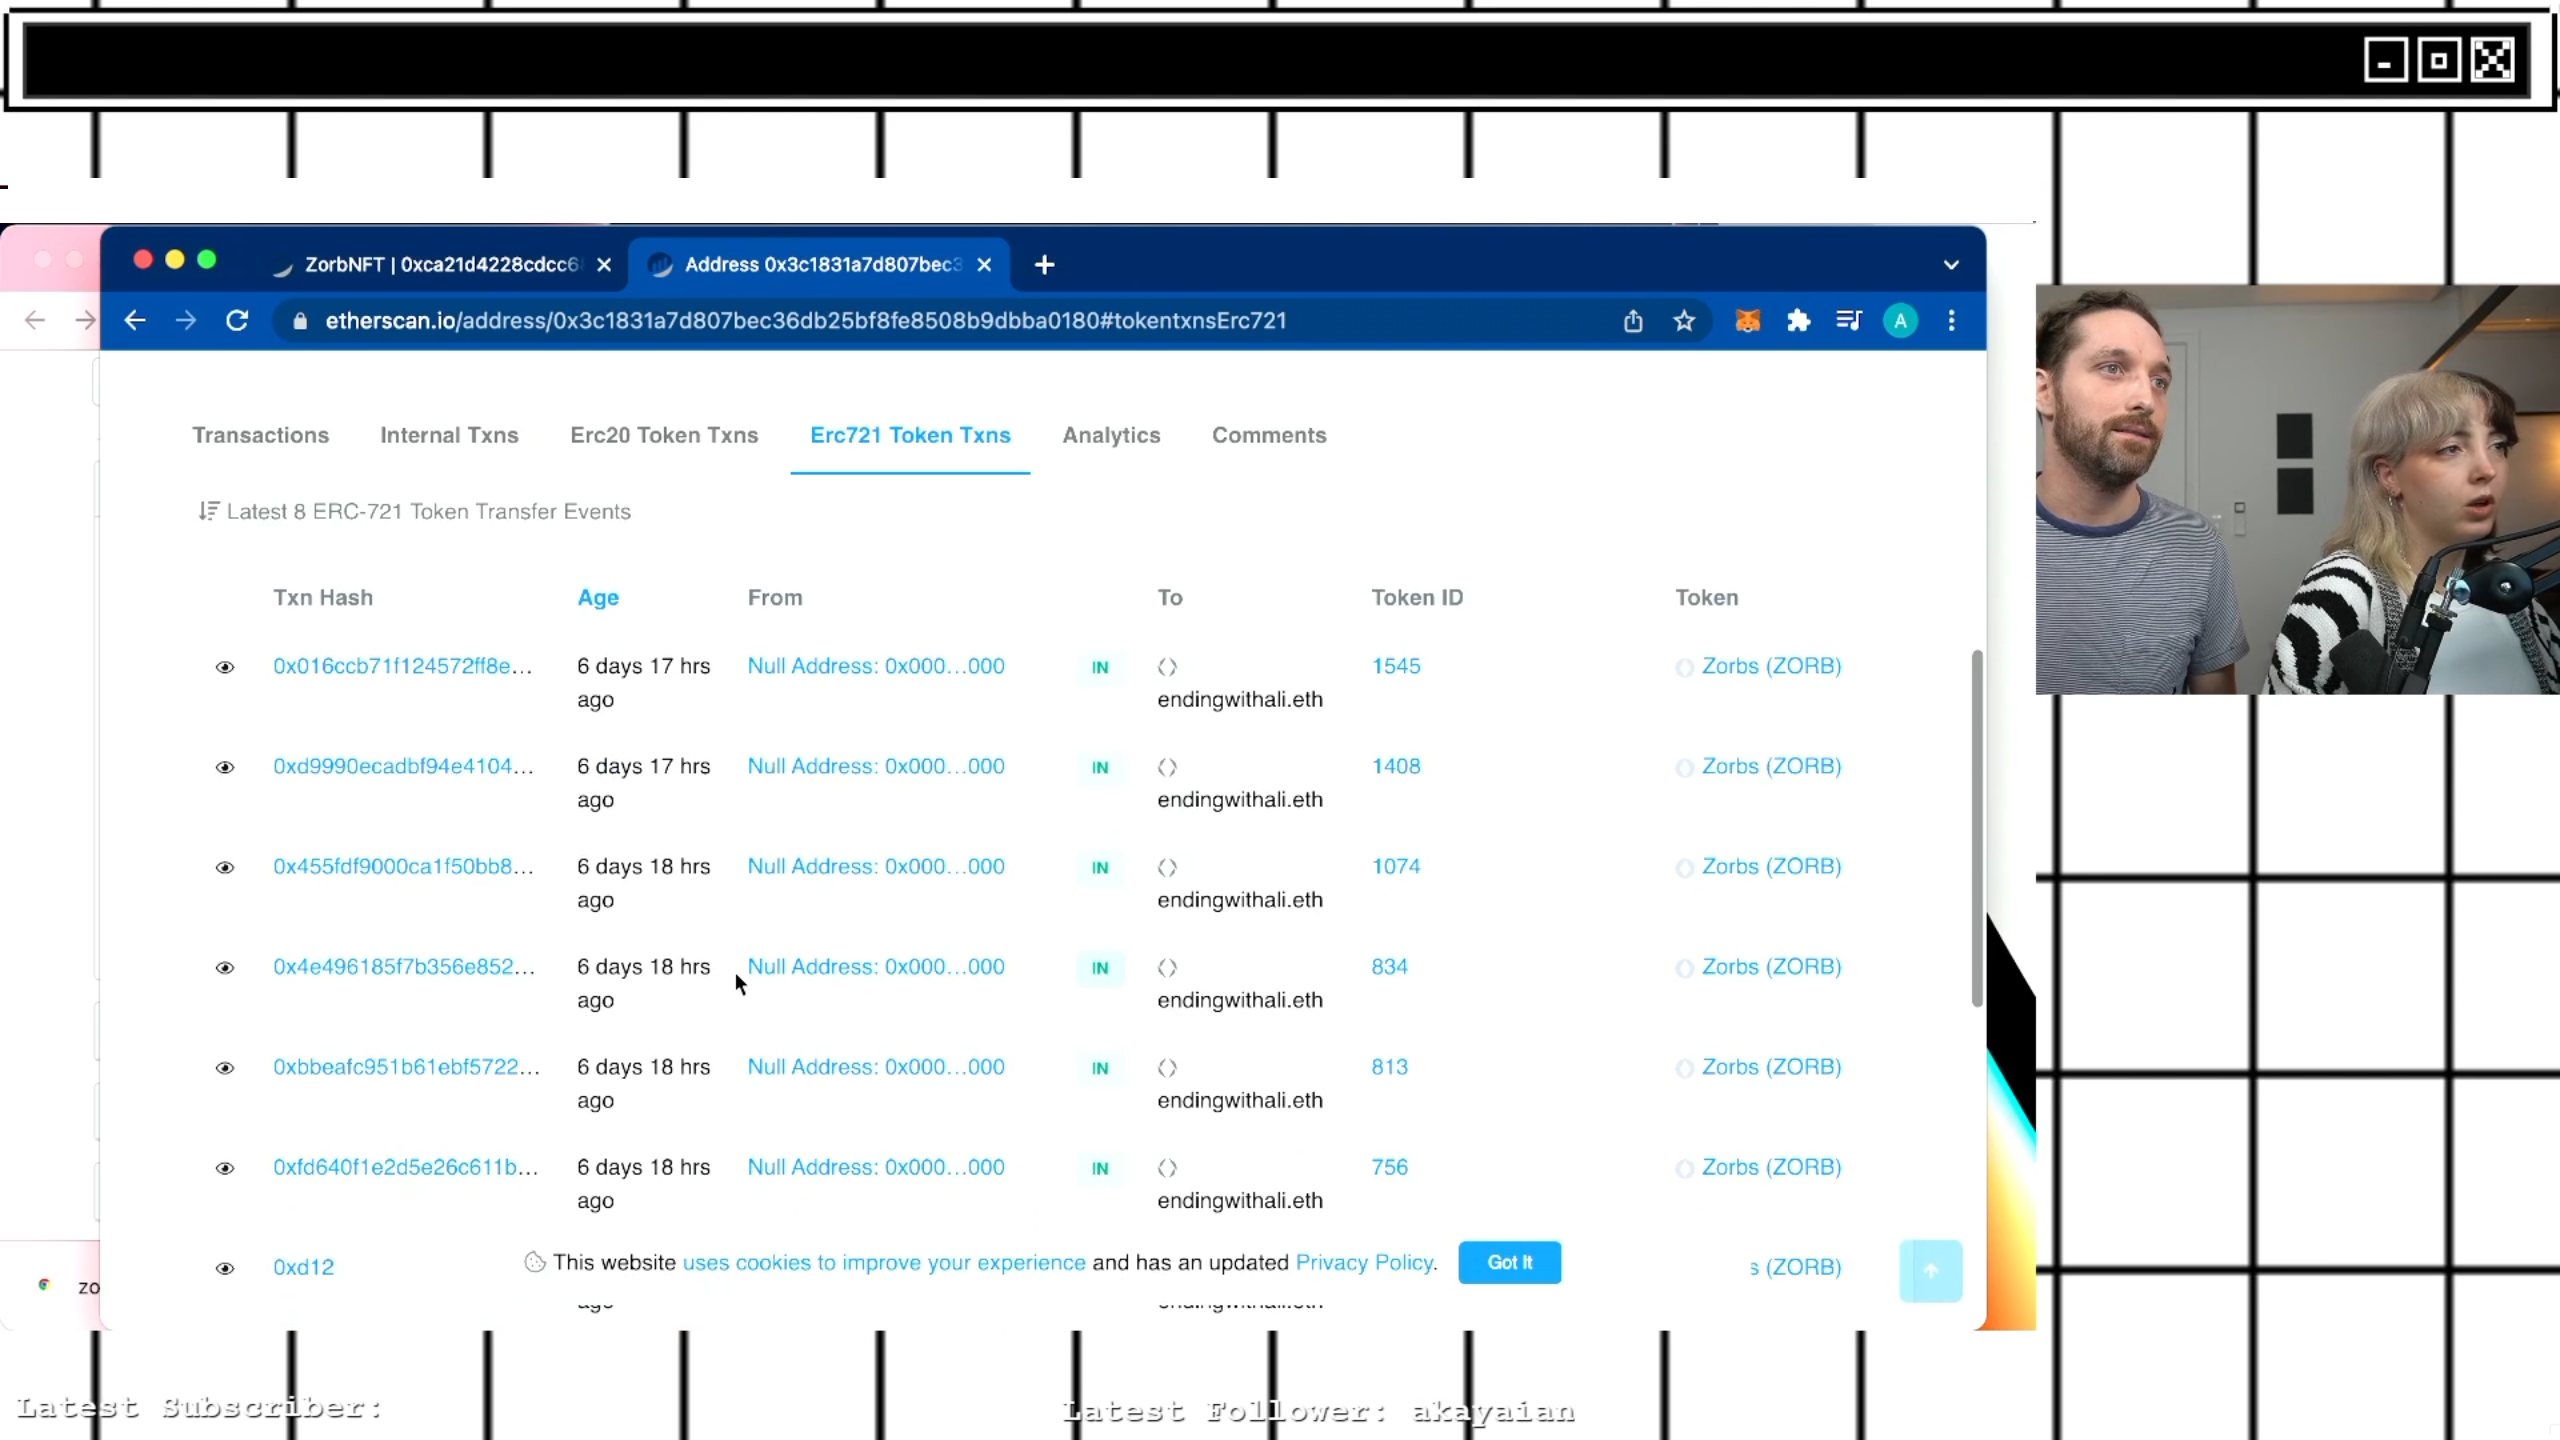 ZorbNFT | 0xca21d4228cdcc6
Address 0x3c1831a7d807bec3
etherscan.io/address/0x3c1831a7d807bec36db25bf8fe8508b9dbba0180#tokentxnsErc721
A
Transactions Internal Txns Erc20 Token Txns Erc721 Token Txns Analytics Comments
Latest 8 ERC-721 Token Transfer Events
Txn Hash Age From To Token ID Token
0x016ccb71f124572ff8e... 6 days 17 hrs Null Address: 0x000...000 IN 1545 Zorbs (ZORB)
ago endingwithali.eth
0xd9990ecadbf94e4104... 6 days 17 hrs Null Address: 0x000...000 IN 1408 Zorbs (ZORB)
ago endingwithali.eth
0x455fdf9000ca1f50bb8... 6 days 18 hrs Null Address: 0x000...000 IN 1074 Zorbs (ZORB)
ago endingwithali.eth
0x4e496185f7b356e852... 6 days 18 hrs Null Address: 0x000...000 IN 834 Zorbs (ZORB)
ago endingwithali.eth
0xbbeafc951b61ebf5722... 6 days 18 hrs Null Address: 0x000...000 IN 813 Zorbs (ZORB)
ago endingwithali.eth
0xfd640f1e2d5e26c611b... 6 days 18 hrs Null Address: 0x000...000 IN 756 Zorbs (ZORB)
ago endingwithali.eth
0xd12 s (ZORB)
This website uses cookies to improve your experience and has an updated Privacy Policy. Got It
zo
Latest Subscriber:
Latest Follower: akayaian